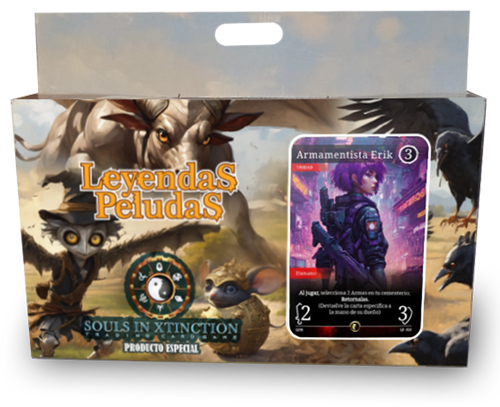 Leyendas
Peludas
SOULS IN XTINCTION
TRADING CARD GAME
PRODUCTO ESPECIAL
Armamentista Erik 3
Humano
Al jugar, selecciona 2 Armas en tu cementerio.
Retornalas.
(Devuelve la carta específica a
la mano de su dueño)
2
3